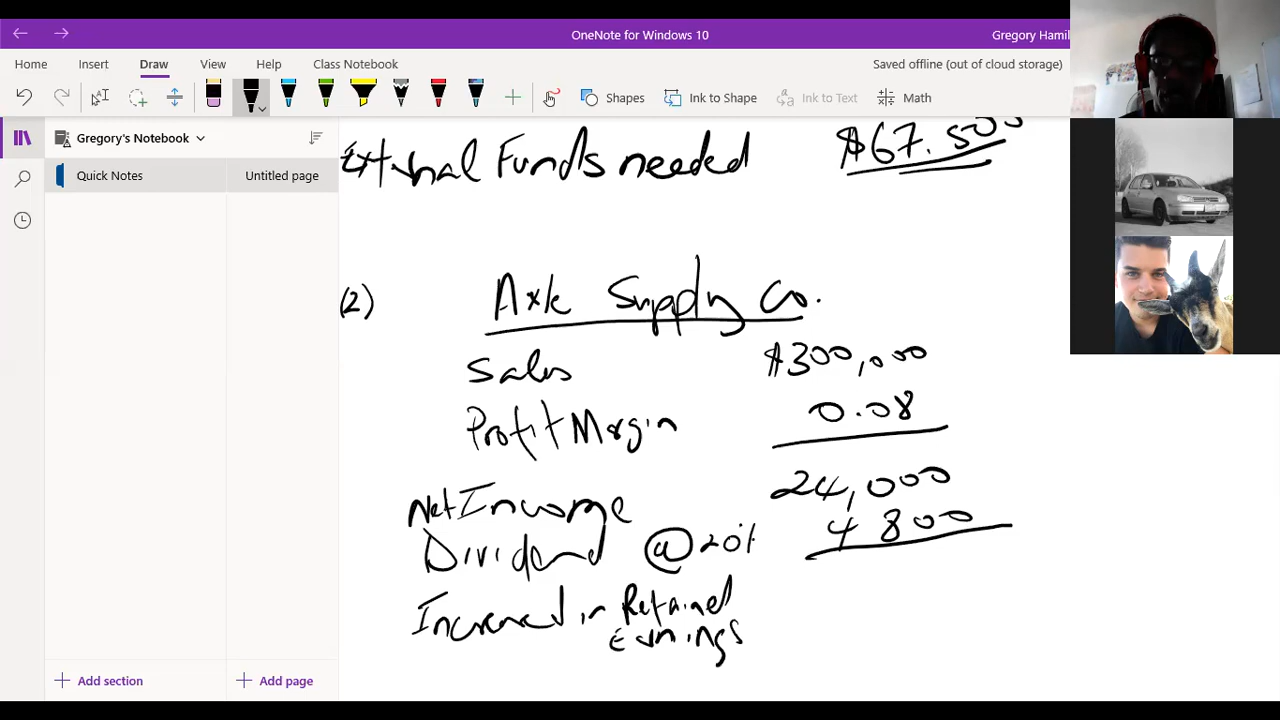 OneNote for Windows 10
Gregory Hamil
Home Insert Draw View Help Class Notebook
Saved offline (out of cloud storage)
Shapes Ink to Shape Ink to Text Math
Gregory's Notebook
Quick Notes
Untitled page
External Funds needed $67.500
(2) Axle Supply Co.
Sales $300,000
Profit Margin 0.08
Net Income 24,000
Dividend @20% 4 800
Increased in Retained
Earnings
Add section
Add page